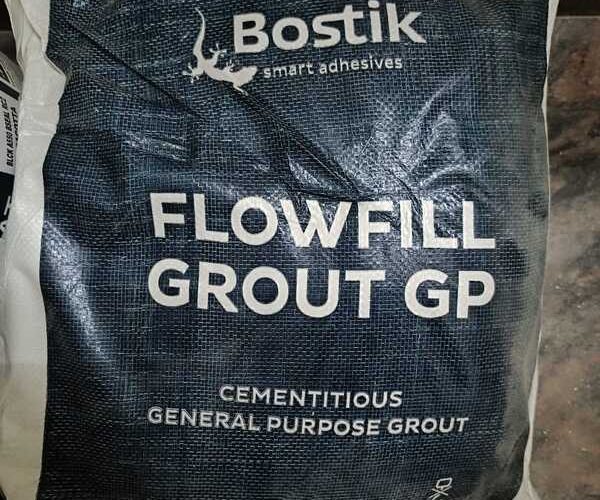 Bostik
smart adhesives
FLOWFILL
GROUT GP
CEMENTITIOUS
GENERAL PURPOSE GROUT